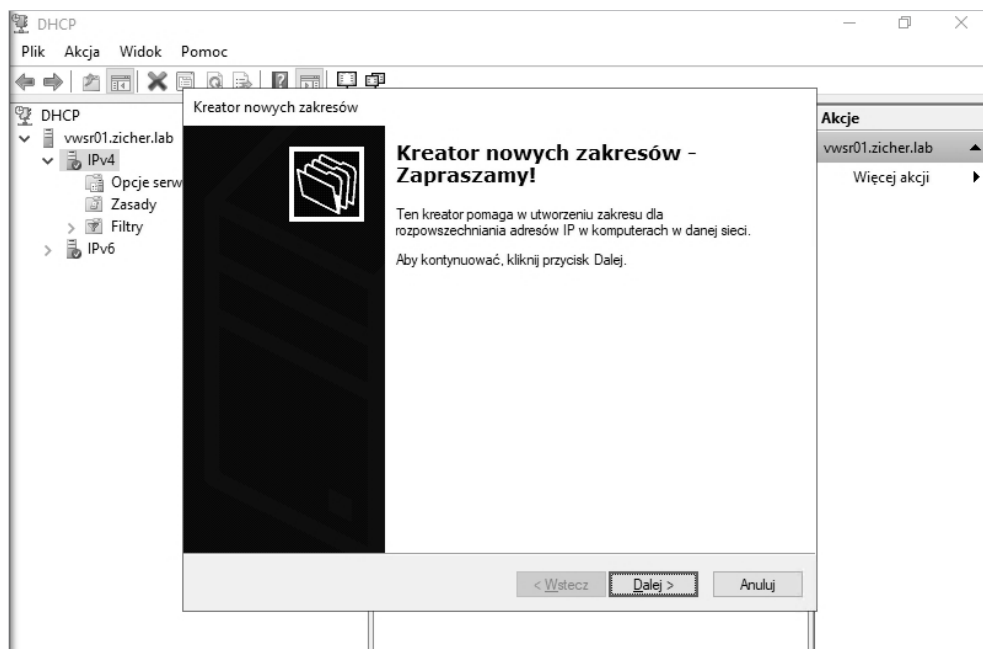 DHCP
Plik Akcja Widok Pomoc
DHCP
vwsr01.zicher.lab
IPv4
Opcje serw
Zasady
Filtry
IPv6
Kreator nowych zakresów
Kreator nowych zakresów -
Zapraszamy!
Ten kreator pomaga w utworzeniu zakresu dla
rozpowszechniania adresów IP w komputerach w danej sieci.
Aby kontynuować, kliknij przycisk Dalej.
< Wstecz
Dalej >
Anuluj
Akcje
vwsr01.zicher.lab
Więcej akcji